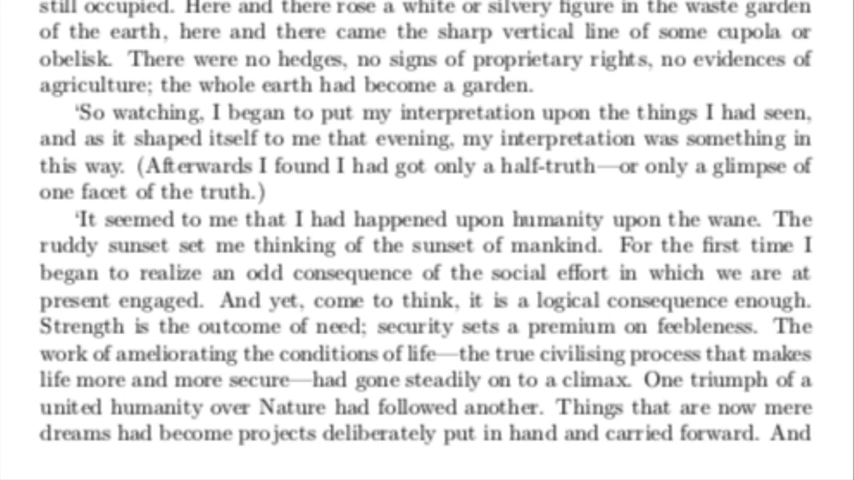 still occupied. Here and there rose a white or silvery figure in the waste garden
of the earth, here and there came the sharp vertical line of some cupola or
obelisk. There were no hedges, no signs of proprietary rights, no evidences of
agriculture; the whole earth had become a garden.
‘So watching, I began to put my interpretation upon the things I had seen,
and as it shaped itself to me that evening, my interpretation was something in
this way. (Afterwards I found I had got only a half-truth—or only a glimpse of
one facet of the truth.)
‘It seemed to me that I had happened upon humanity upon the wane. The
ruddy sunset set me thinking of the sunset of mankind. For the first time I
began to realize an odd consequence of the social effort in which we are at
present engaged. And yet, come to think, it is a logical consequence enough.
Strength is the outcome of need; security sets a premium on feebleness. The
work of ameliorating the conditions of life—the true civilising process that makes
life more and more secure—had gone steadily on to a climax. One triumph of a
united humanity over Nature had followed another. Things that are now mere
dreams had become projects deliberately put in hand and carried forward. And